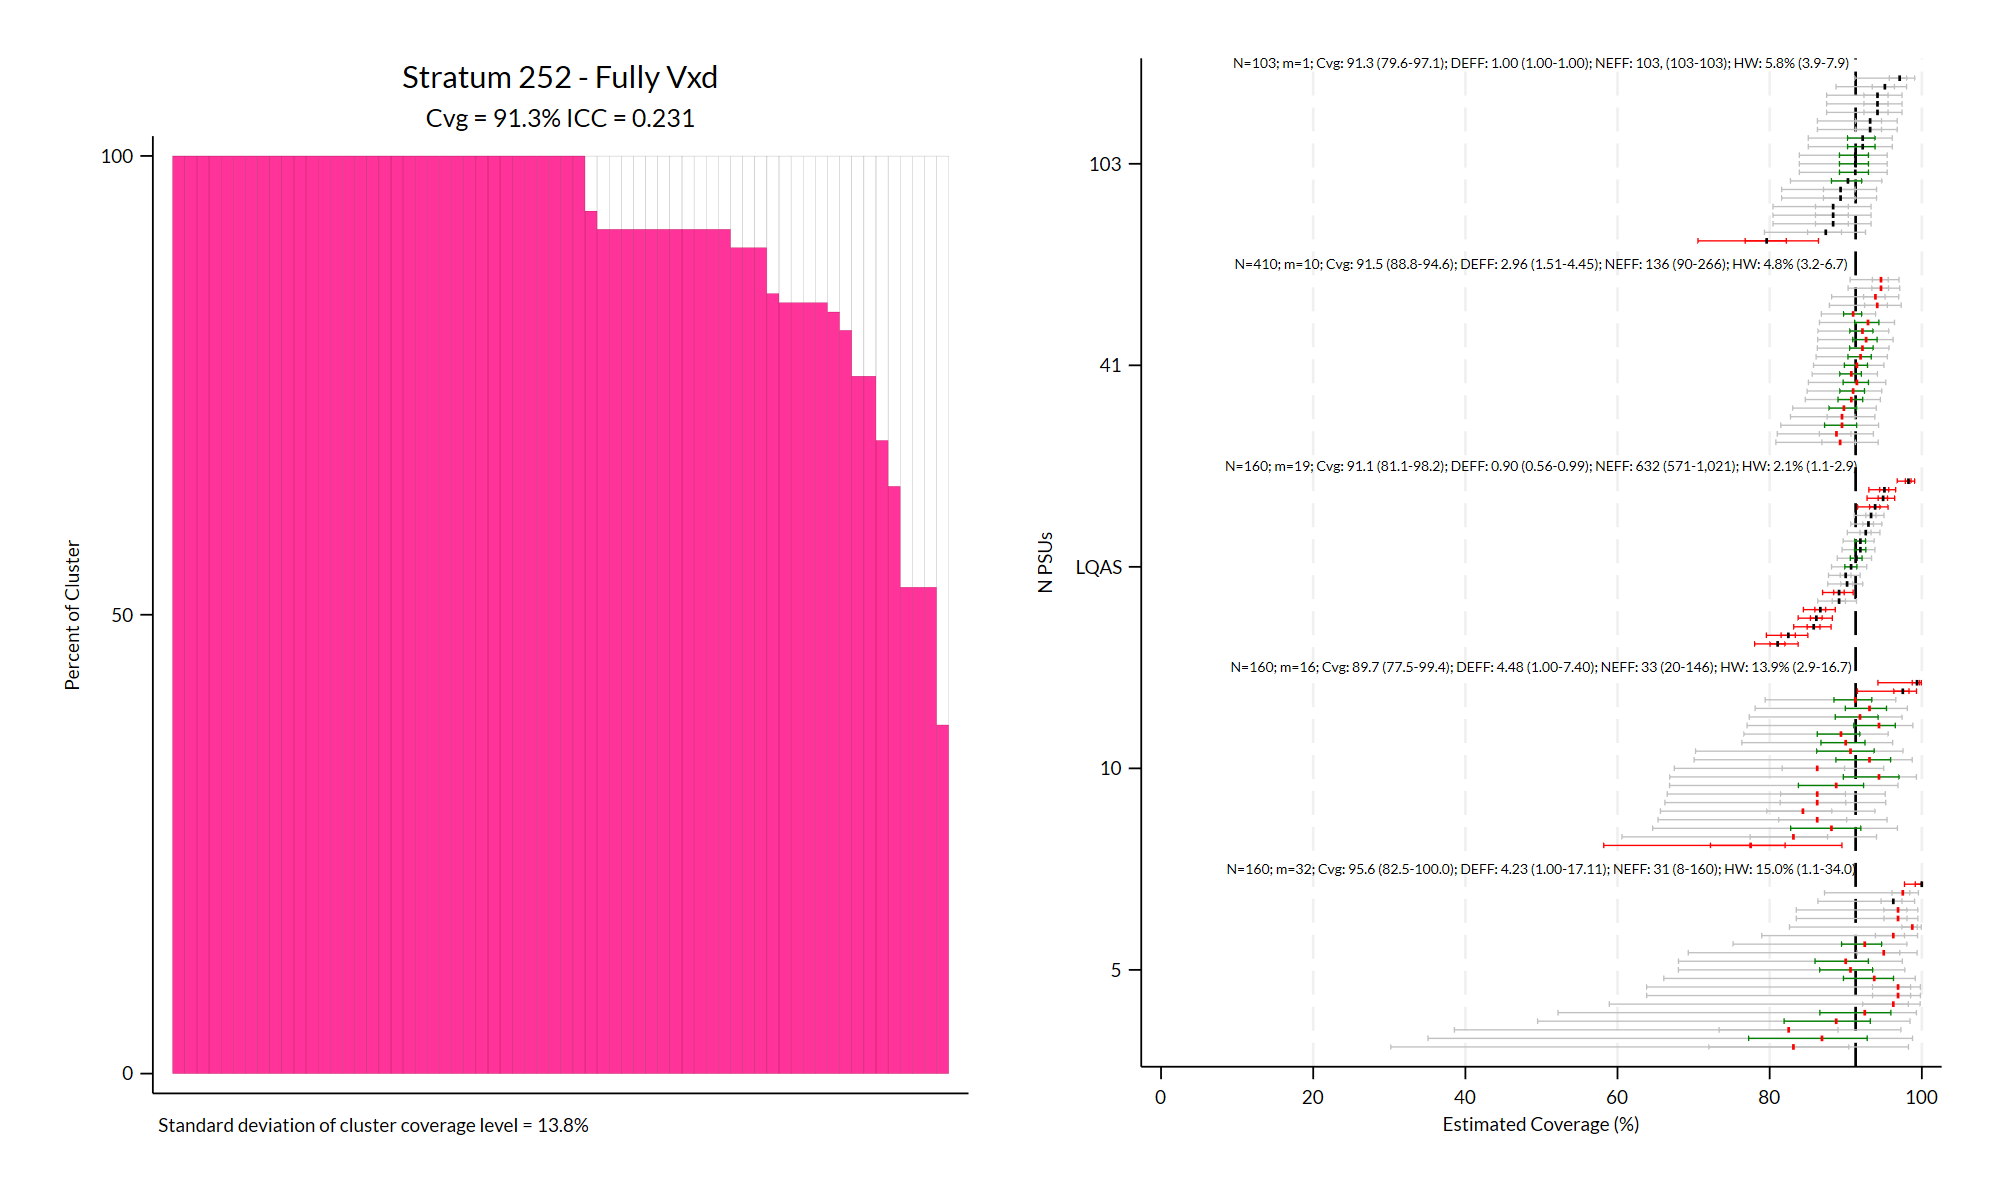 Stratum 252 - Fully Vxd
Cvg = 91.3% ICC = 0.231
100
50
0
Percent of Cluster
Standard deviation of cluster coverage level = 13.8%
N=103; m=1; Cvg: 91.3 (79.6-97.1); DEFF: 1.00 (1.00-1.00); NEFF: 103, (103-103); HW: 5.8% (3.9-7.9)
103
N=410; m=10; Cvg: 91.5 (88.8-94.6); DEFF: 2.96 (1.51-4.45); NEFF: 136 (90-266); HW: 4.8% (3.2-6.7)
41
N=160; m=19; Cvg: 91.1 (81.1-98.2); DEFF: 0.90 (0.56-0.99); NEFF: 632 (571-1,021); HW: 2.1% (1.1-2.9)
LQAS
N=160; m=16; Cvg: 89.7 (77.5-99.4); DEFF: 4.48 (1.00-7.40); NEFF: 33 (20-146); HW: 13.9% (2.9-16.7)
10
N=160; m=32; Cvg: 95.6 (82.5-100.0); DEFF: 4.23 (1.00-17.11); NEFF: 31 (8-160); HW: 15.0% (1.1-34.0)
5
N PSUs
0 20 40 60 80 100
Estimated Coverage (%)